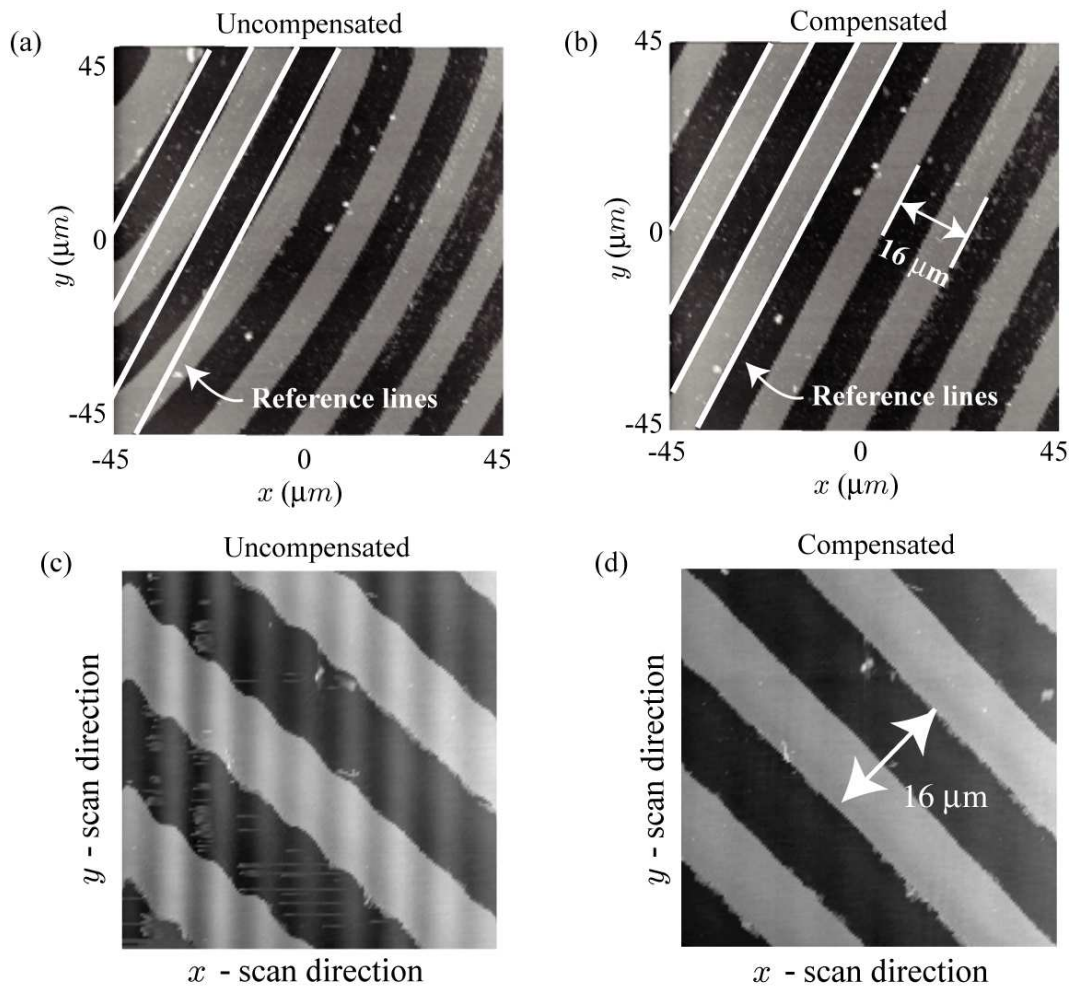 (a)
Uncompensated
45
0
-45
y (μm)
Reference lines
-45
0
45
x (μm)
(b)
Compensated
45
0
-45
y (μm)
16 μm
Reference lines
-45
0
45
x (μm)
(c)
Uncompensated
y - scan direction
x - scan direction
(d)
Compensated
y - scan direction
16 μm
x - scan direction